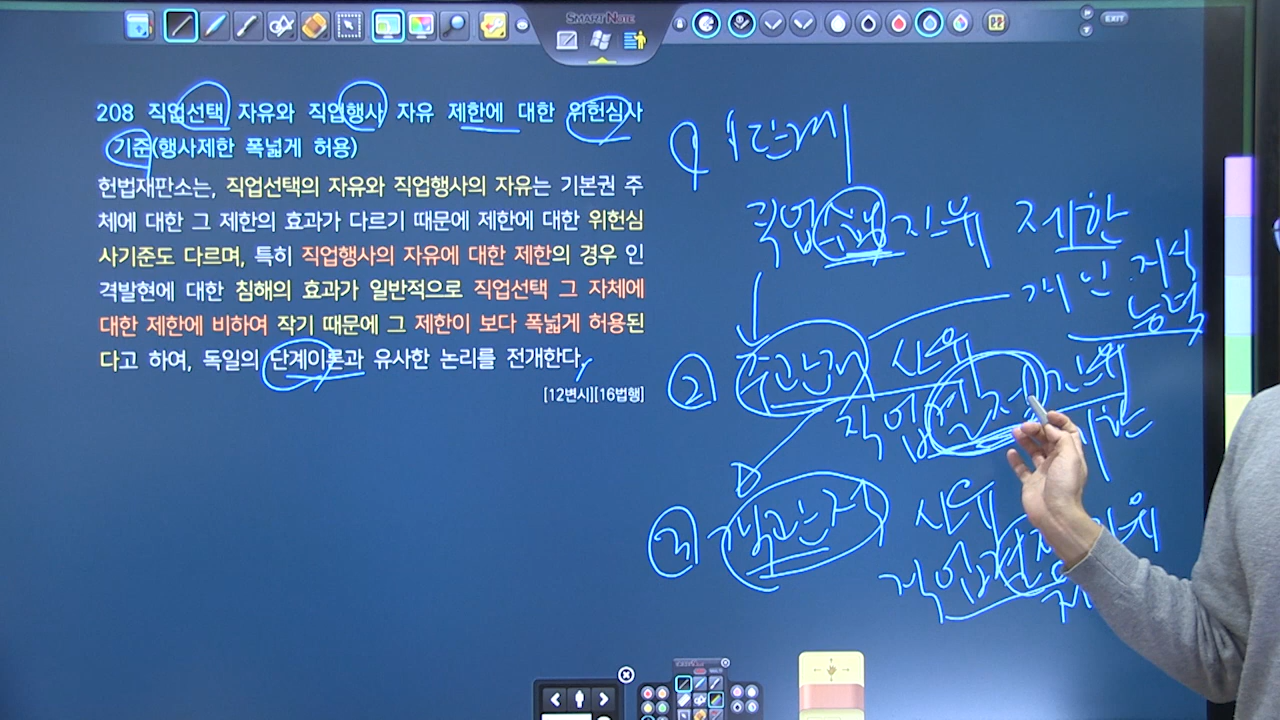 SMARTNOTE
EXIT
208 직업선택 자유와 직업행사 자유 제한에 대한 위헌심사
기준(행사제한 폭넓게 허용)
헌법재판소는, 직업선택의 자유와 직업행사의 자유는 기본권 주
체에 대한 그 제한의 효과가 다르기 때문에 제한에 대한 위헌심
사기준도 다르며, 특히 직업행사의 자유에 대한 제한의 경우 인
격발현에 대한 침해의 효과가 일반적으로 직업선택 그 자체에
대한 제한에 비하여 작기 때문에 그 제한이 보다 폭넓게 허용된
다고 하여, 독일의 단계이론과 유사한 논리를 전개한다.
[12변시][16법행]
1단계
직업 자유 제한
개인 지식
능력
② 주관적 사유
직업 자유
③ 객관적 사유
직업